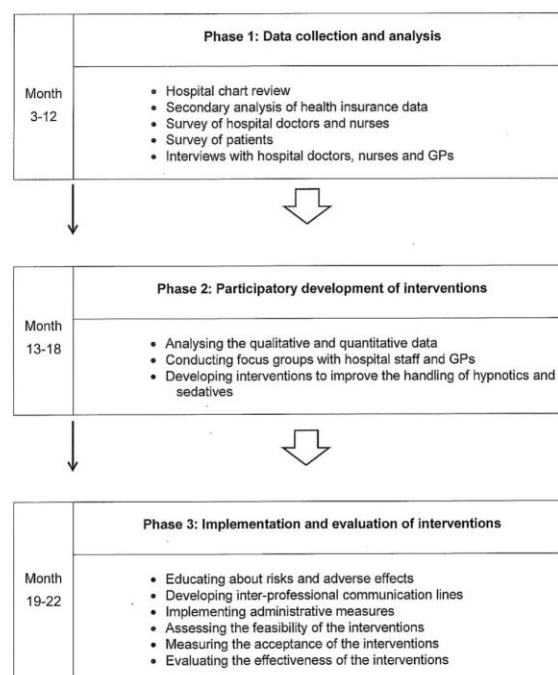 Phase 1: Data collection and analysis
Month
3-12
• Hospital chart review
• Secondary analysis of health insurance data
• Survey of hospital doctors and nurses
• Survey of patients
• Interviews with hospital doctors, nurses and GPs
Phase 2: Participatory development of interventions
Month
13-18
• Analysing the qualitative and quantitative data
• Conducting focus groups with hospital staff and GPs
• Developing interventions to improve the handling of hypnotics and
sedatives
Phase 3: Implementation and evaluation of interventions
Month
19-22
• Educating about risks and adverse effects
• Developing inter-professional communication lines
• Implementing administrative measures
• Assessing the feasibility of the interventions
• Measuring the acceptance of the interventions
• Evaluating the effectiveness of the interventions